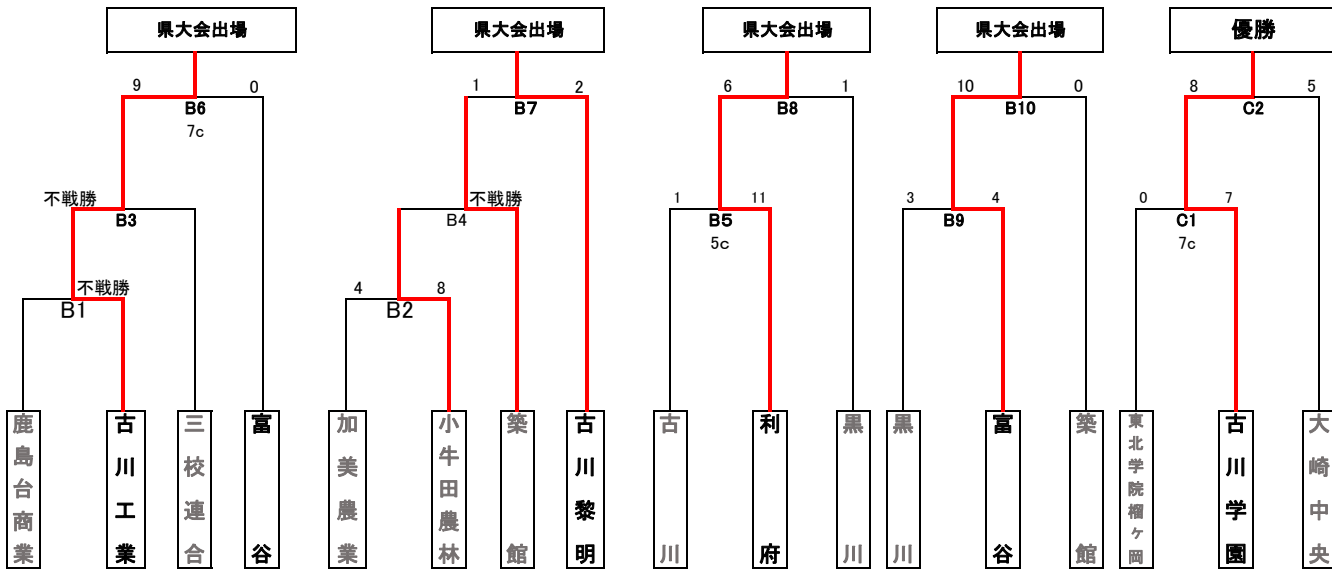 県大会出場 県大会出場 県大会出場 県大会出場 優勝
9 0 1 2 6 1 10 0 8 5
B6 B7 B8 B10 C2
7c
不戦勝 不戦勝 1 11 3 4 0 7
B3 B4 B5 B9 C1
5c 7c
不戦勝 4 8
B1 B2
鹿島台商業
古川工業
三校連合
富谷
加美農業
小牛田農林
築館
古川黎明
古川
利府
黒川
黒川
富谷
築館
東北学院榴ヶ岡
古川学園
大崎中央